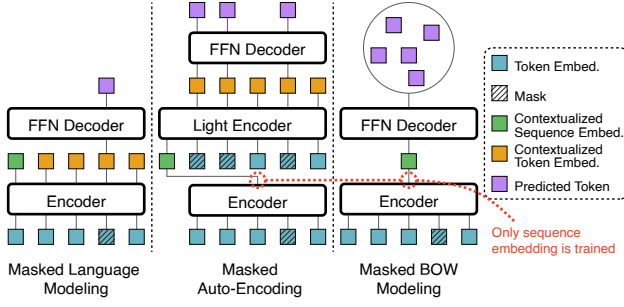 FFN Decoder
Encoder
Masked Language
Modeling
FFN Decoder
Light Encoder
Encoder
Masked
Auto-Encoding
FFN Decoder
Encoder
Masked BOW
Modeling
Token Embed.
Mask
Contextualized
Sequence Embed.
Contextualized
Token Embed.
Predicted Token
Only sequence
embedding is trained